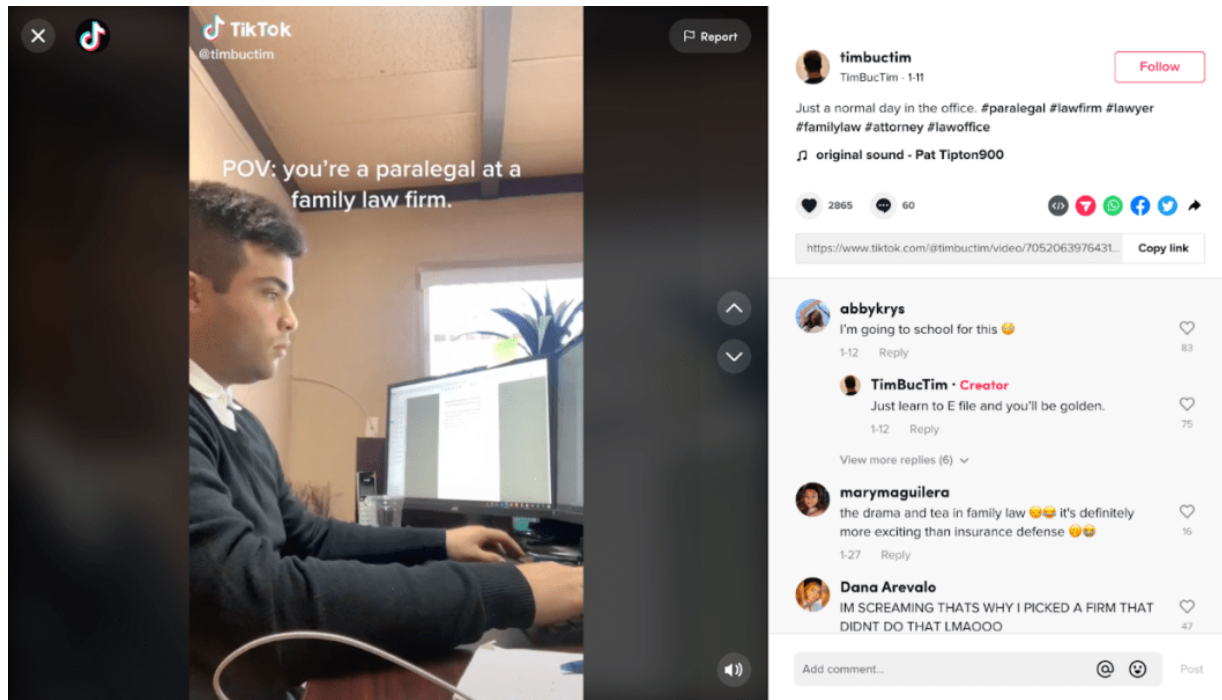 TikTok
@timbuctim
Report
POV: you're a paralegal at a
family law firm.
timbuctim
TimBucTim · 1-11
Follow
Just a normal day in the office. #paralegal #lawfirm #lawyer
#familylaw #attorney #lawoffice
original sound - Pat Tipton900
2865
60
https://www.tiktok.com/@timbuctim/video/7052063976431...
Copy link
abbykrys
I'm going to school for this 😳
83
1-12 Reply
TimBucTim · Creator
Just learn to E file and you'll be golden.
75
1-12 Reply
View more replies (6)
marymaguilera
the drama and tea in family law 😏😂 it's definitely
more exciting than insurance defense 🤭😂
16
1-27 Reply
Dana Arevalo
IM SCREAMING THATS WHY I PICKED A FIRM THAT
DIDNT DO THAT LMAOOO
47
Add comment...
Post